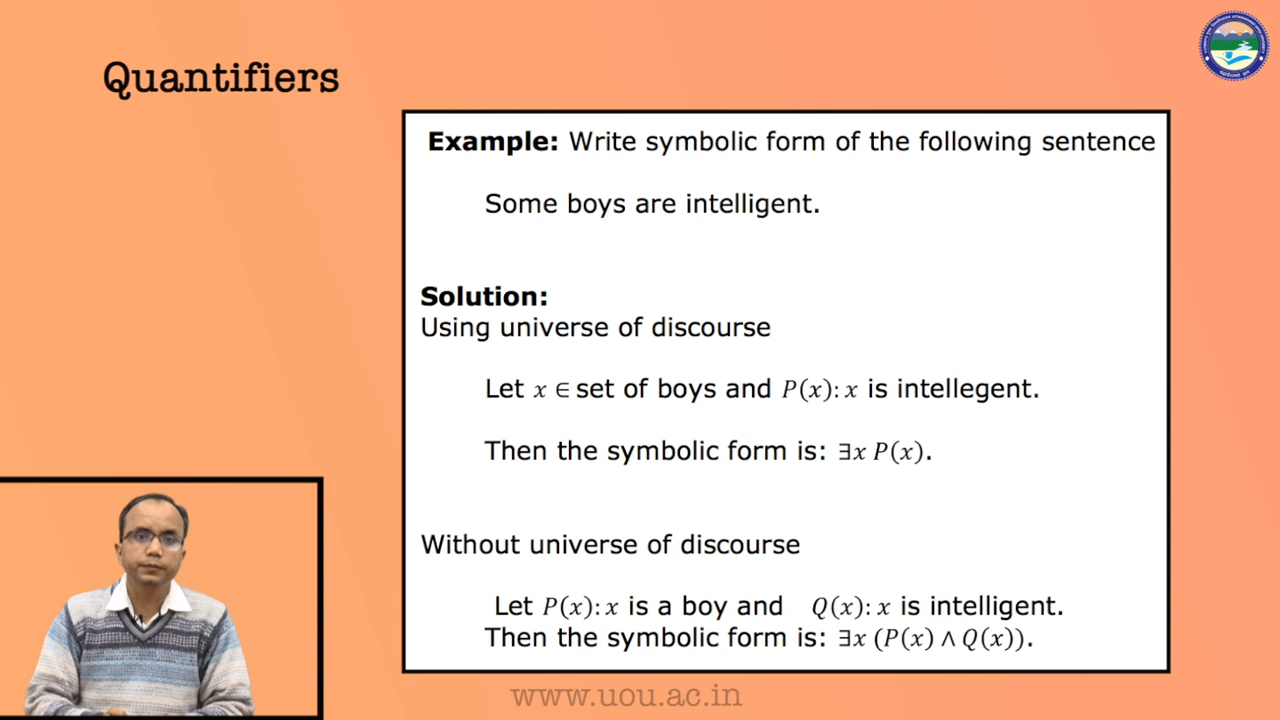 Quantifiers
Example: Write symbolic form of the following sentence
Some boys are intelligent.
Solution:
Using universe of discourse
Let x ∈ set of boys and P(x): x is intellegent.
Then the symbolic form is: ∃x P(x).
Without universe of discourse
Let P(x): x is a boy and Q(x): x is intelligent.
Then the symbolic form is: ∃x (P(x) ∧ Q(x)).
www.uou.ac.in